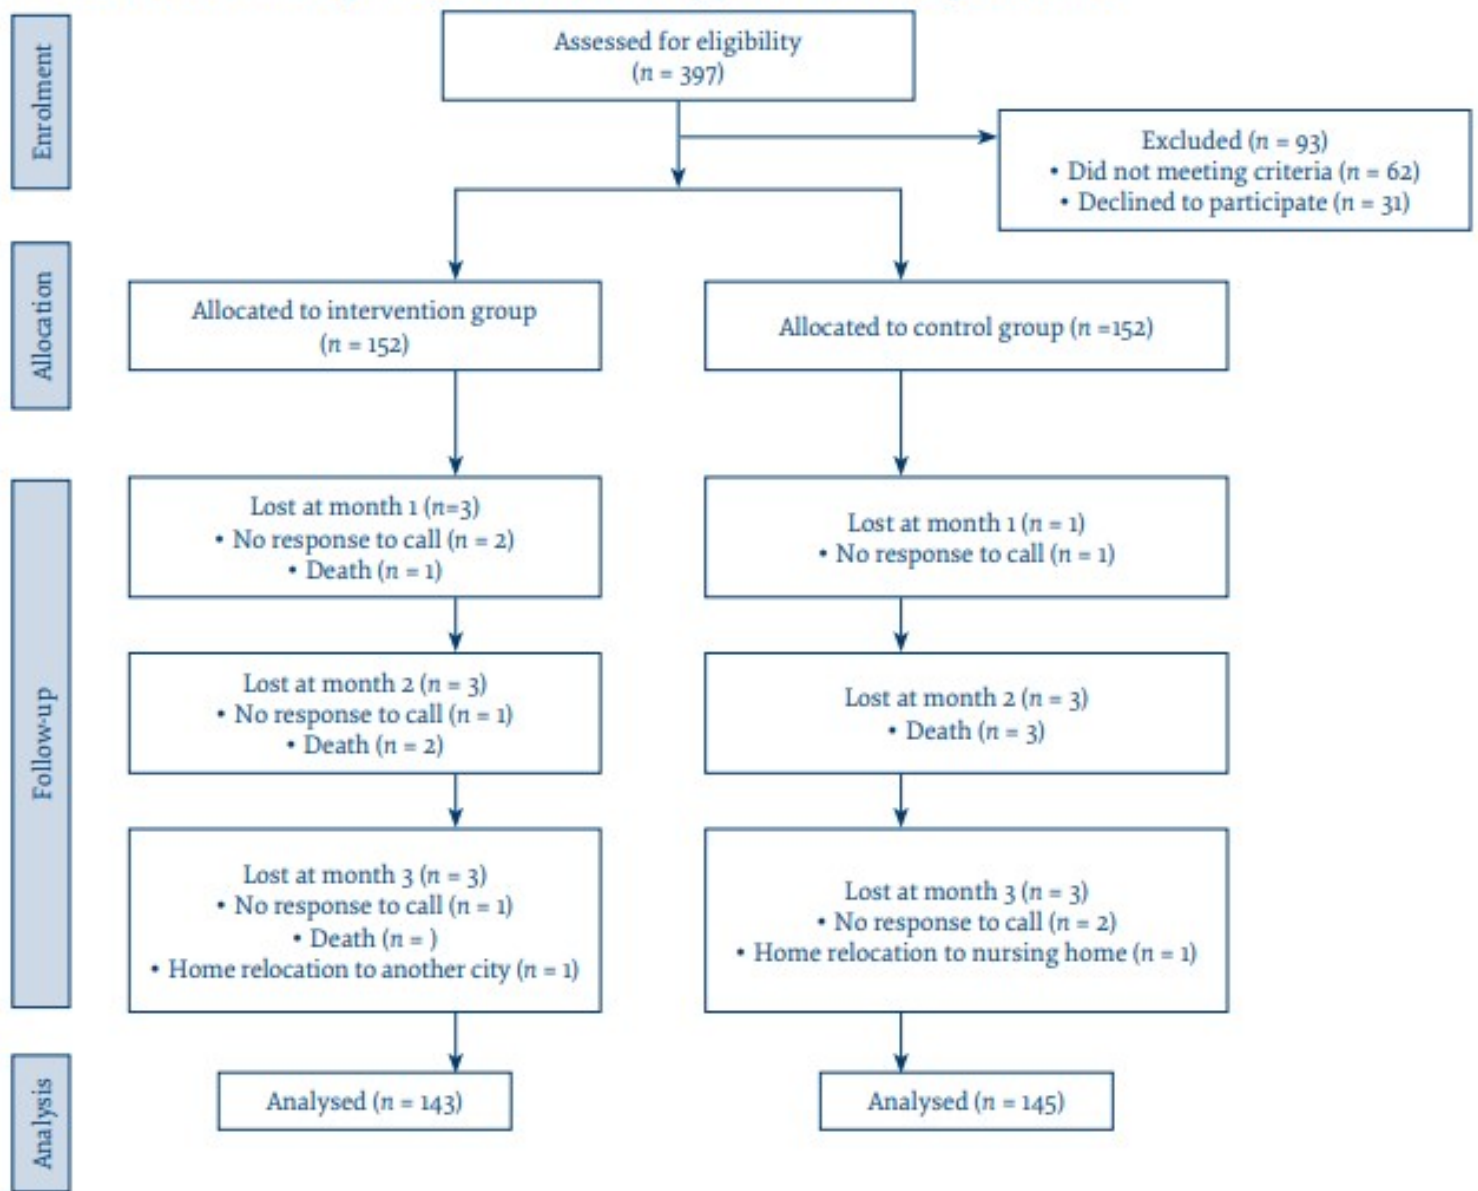 Enrolment
Assessed for eligibility
(n = 397)
Excluded (n = 93)
• Did not meeting criteria (n = 62)
• Declined to participate (n = 31)
Allocation
Allocated to intervention group
(n = 152)
Allocated to control group (n =152)
Follow-up
Lost at month 1 (n=3)
• No response to call (n = 2)
• Death (n = 1)
Lost at month 1 (n = 1)
• No response to call (n = 1)
Lost at month 2 (n = 3)
• No response to call (n = 1)
• Death (n = 2)
Lost at month 2 (n = 3)
• Death (n = 3)
Lost at month 3 (n = 3)
• No response to call (n = 1)
• Death (n = )
• Home relocation to another city (n = 1)
Lost at month 3 (n = 3)
• No response to call (n = 2)
• Home relocation to nursing home (n = 1)
Analysis
Analysed (n = 143)
Analysed (n = 145)